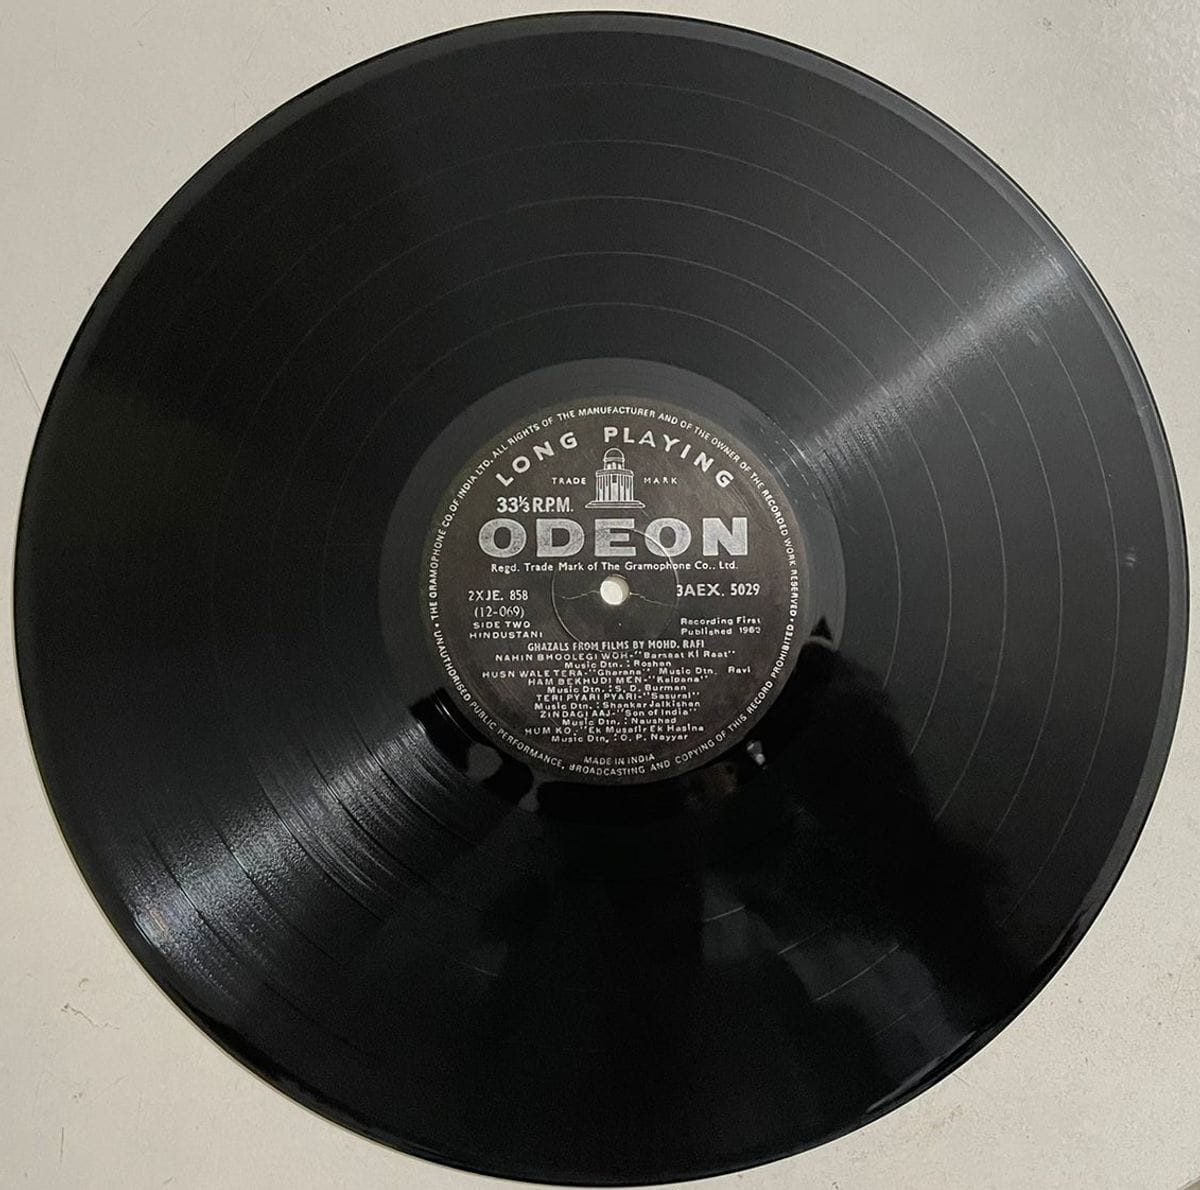 THE GRAMOPHONE CO. OF INDIA LTD. ALL RIGHTS OF THE MANUFACTURER AND OF THE OWNER OF THE RECORDED WORK RESERVED •
UNAUTHORISED PUBLIC PERFORMANCE, BROADCASTING AND COPYING OF THIS RECORD PROHIBITED •
LONG PLAYING
TRADE MARK
33⅓ R.P.M.
ODEON
Regd. Trade Mark of The Gramophone Co., Ltd.
2XJE. 858 3AEX. 5029
(12-069)
SIDE TWO Recording First
HINDUSTANI Published
GHAZALS FROM FILMS BY MOHD. RAFI
NAHIN BHOOLEGI WOH-"Barsaat Ki Raat"
Music Dtn. : Roshan
HUSN WALE TERA-"Gharana" Music Dtn. Ravi
HAM BEKHUDI MEN-"Kalpana"
Music Dtn. : S. D. Burman
TERI PYARI PYARI-"Sasural"
Music Dtn. : Shankar Jaikishan
ZINDAGI AAJ-"Son of India"
Music Dtn. : Naushad
HUM KO-"Ek Musafir Ek Hasina
Music Dtn. : O. P. Nayyar
MADE IN INDIA